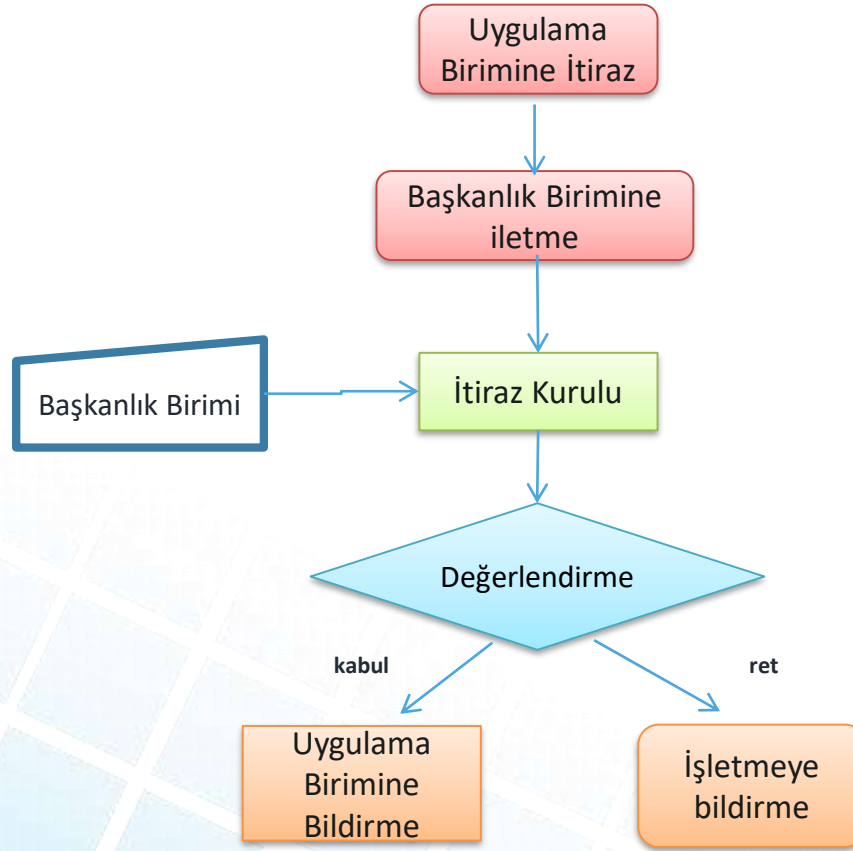 Uygulama
Birimine İtiraz
Başkanlık Birimine
iletme
Başkanlık Birimi
İtiraz Kurulu
Değerlendirme
kabul
ret
Uygulama
Birimine
Bildirme
İşletmeye
bildirme